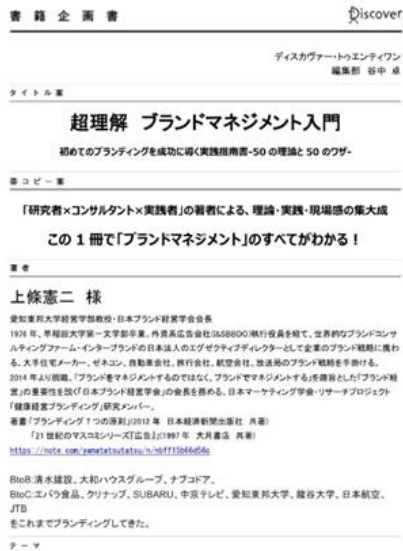 書籍企画書
Discover
ディスカヴァー・トゥエンティワン
編集部 谷中 卓
タイトル案
超理解 ブランドマネジメント入門
初めてのブランディングを成功に導く実践指南書-50の理論と50のワザ-
帯コピー案
「研究者×コンサルタント×実践者」の著者による、理論・実践・現場感の集大成
この1冊で「ブランドマネジメント」のすべてがわかる！
著者
上條憲二 様
愛知東邦大学経営学部教授・日本ブランド経営学会会長
1976年、早稲田大学第一文学部卒業。外資系広告会社(I&SBBDO)執行役員を経て、世界的なブランドコンサ
ルティングファーム・インターブランドの日本法人のエグゼクティブディレクターとして企業のブランド戦略に携わ
る。大手住宅メーカー、ゼネコン、自動車会社、旅行会社、航空会社、放送局のブランド戦略を手掛ける。
2014年より現職。「ブランドをマネジメントするのではなく、ブランドでマネジメントする」を趣旨とした「ブランド経
営」の重要性を説く「日本ブランド経営学会」の会長を務める。日本マーケティング学会・リサーチプロジェクト
「健康経営ブランディング」研究メンバー。
著書「ブランディング7つの原則」(2012年 日本経済新聞出版社 共著)
「21世紀のマスコミシリーズ『広告』」(1997年 大月書店 共著)
https://note.com/yamatatsutatsu/n/nbff15b66d56c
BtoB:清水建設、大和ハウスグループ、ナブコドア、
BtoC:エバラ食品、クリナップ、SUBARU、中京テレビ、愛知東邦大学、龍谷大学、日本航空、
JTB
をこれまでブランディングしてきた。
テーマ